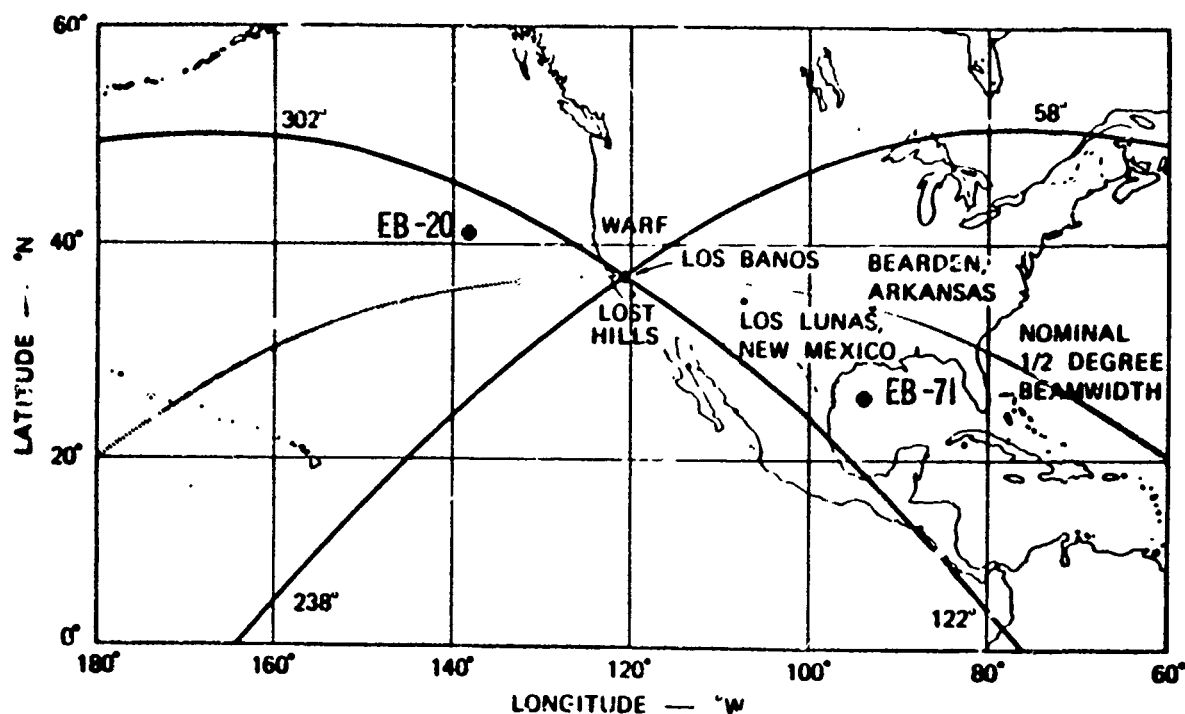 60°
302°
58°
EB-20
40°
WARF
LOS BANOS
BEARDEN,
ARKANSAS
LOST
HILLS
LOS LUNAS,
NEW MEXICO
NOMINAL
1/2 DEGREE
BEAMWIDTH
EB-71
LATITUDE — °N
20°
238°
122°
0°
180°
160°
140°
120°
100°
80°
60°
LONGITUDE — °W